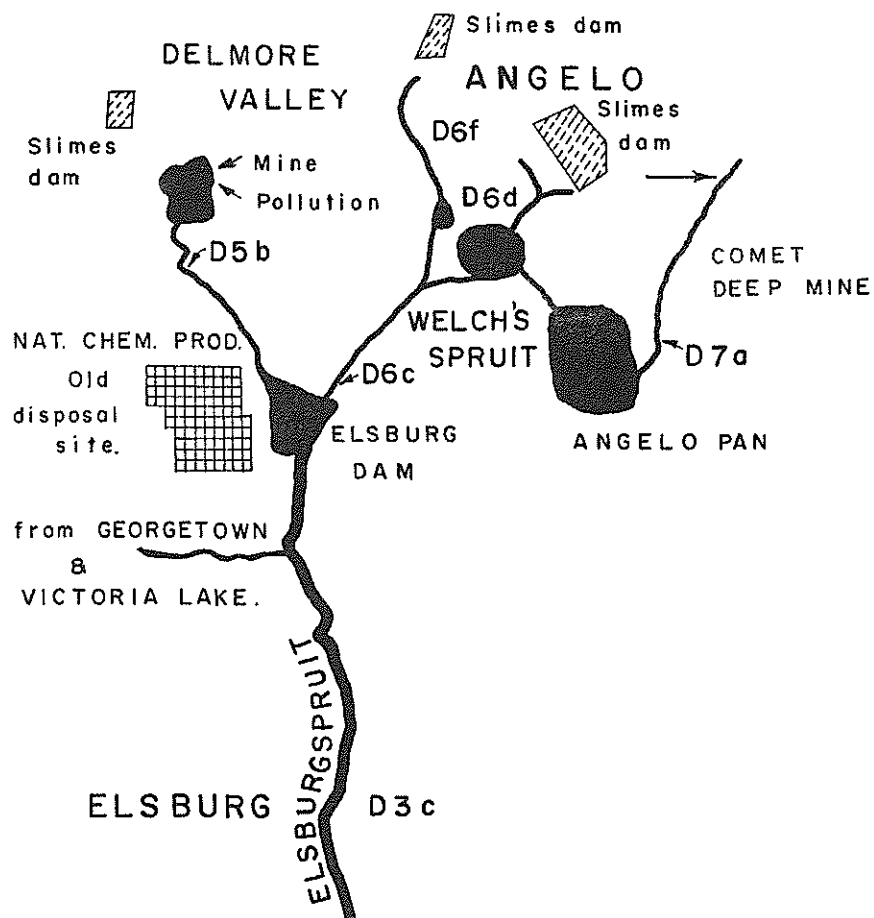 Slimes dam
DELMORE
VALLEY
ANGELO
Slimes
dam
D6f
Slimes
dam
Mine
Pollution
D6d
D5b
COMET
DEEP MINE
WELCH'S
SPRUIT
NAT. CHEM. PROD.
Old
disposal
site.
D6c
D7a
ELSBURG
DAM
ANGELO PAN
from GEORGETOWN
&
VICTORIA LAKE.
ELSBURGSPRUIT
ELSBURG
D3c